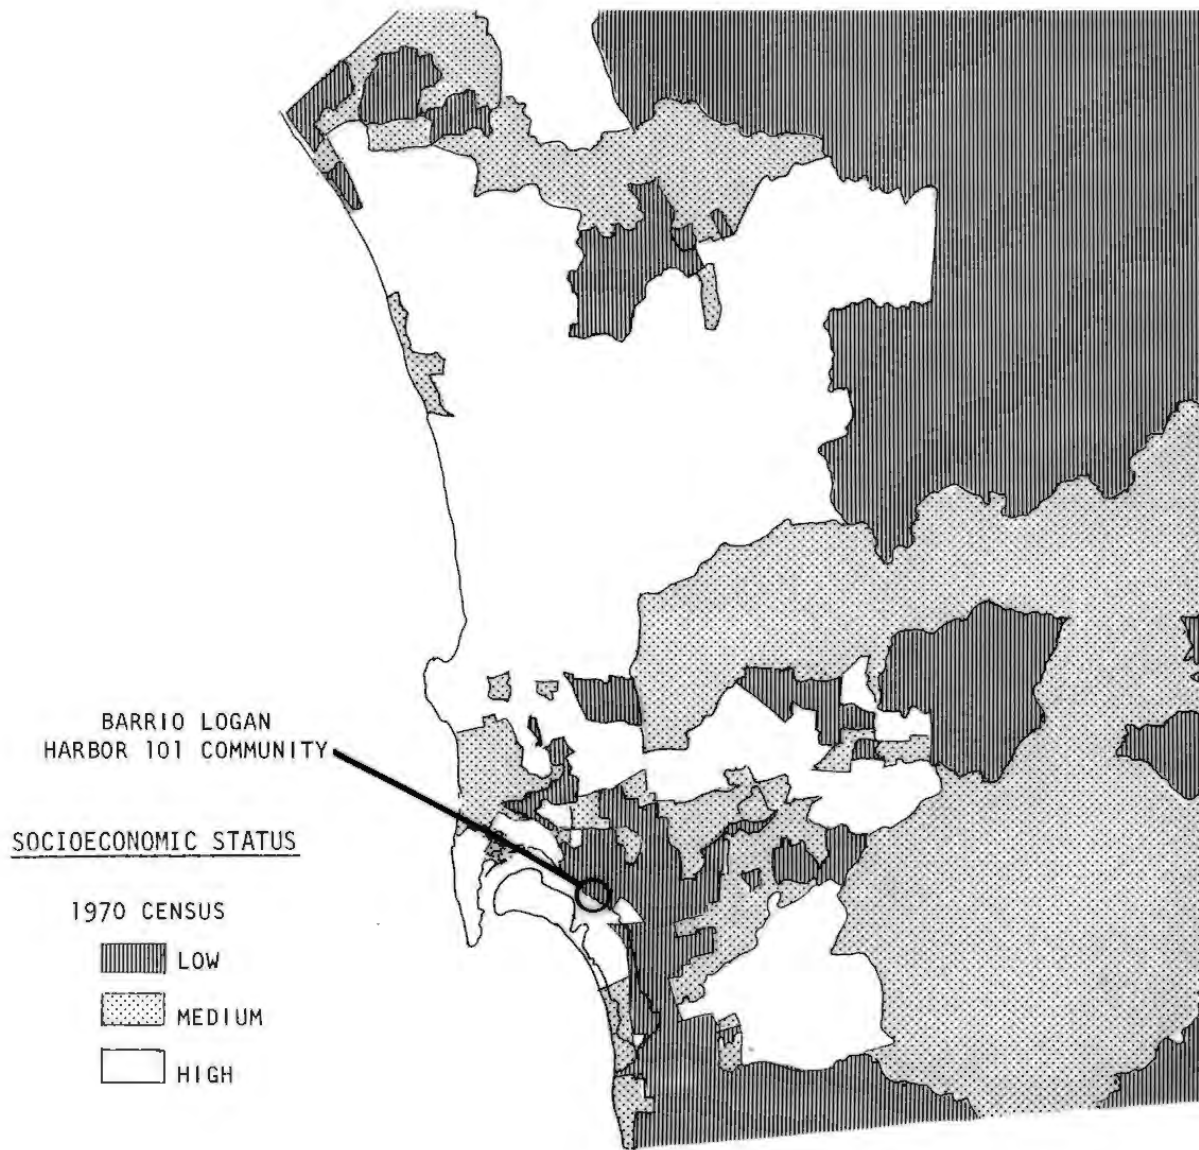 BARRIO LOGAN
HARBOR 101 COMMUNITY
SOCIOECONOMIC STATUS
1970 CENSUS
LOW
MEDIUM
HIGH